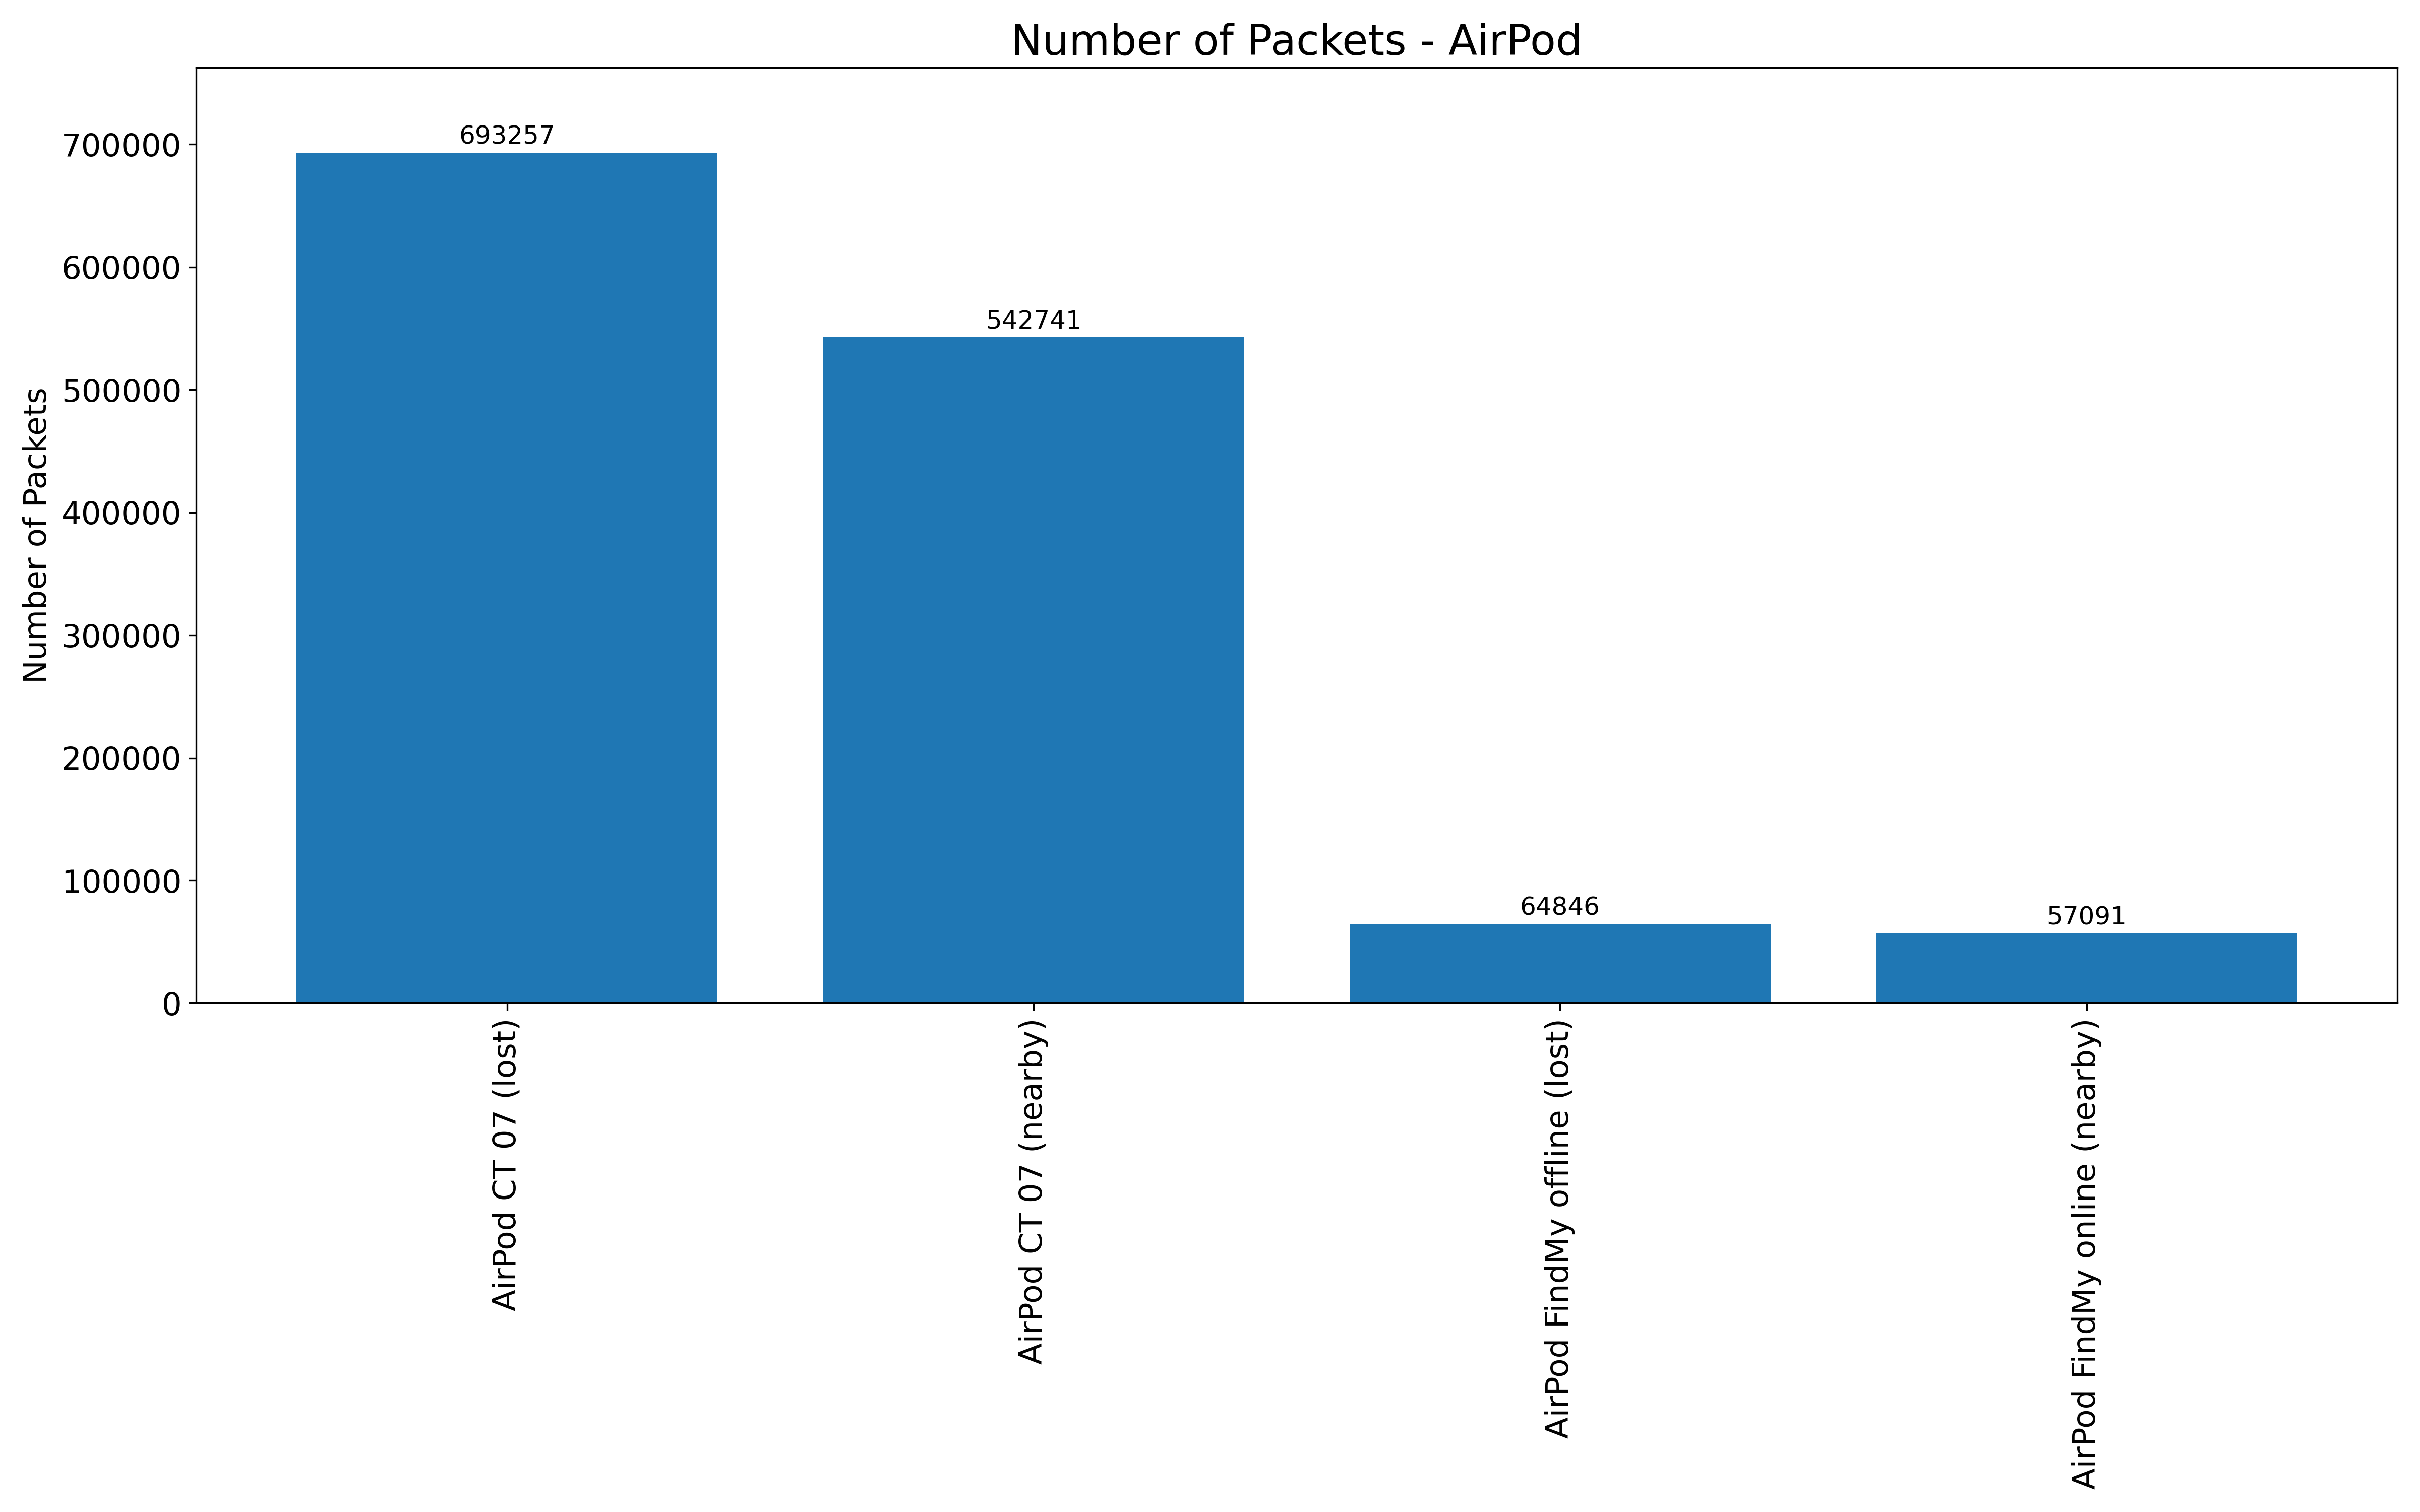 Number of Packets - AirPod
Number of Packets
700000
600000
500000
400000
300000
200000
100000
0
693257
542741
64846
57091
AirPod CT 07 (lost)
AirPod CT 07 (nearby)
AirPod FindMy offline (lost)
AirPod FindMy online (nearby)